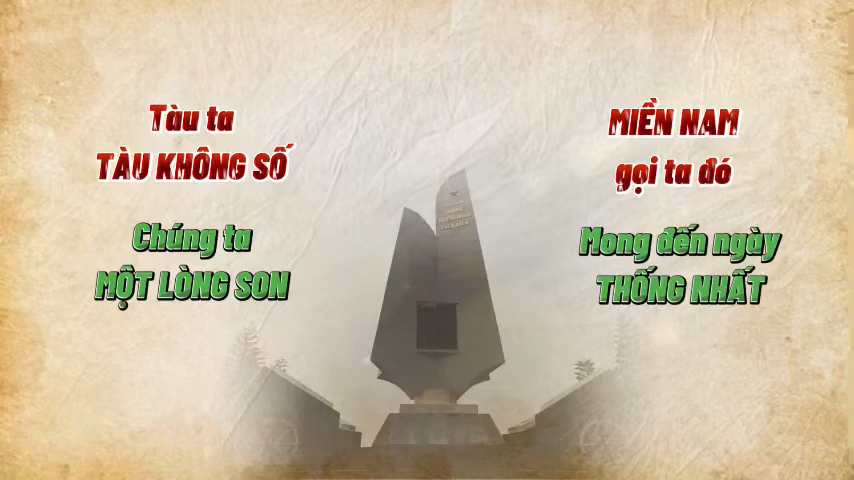 Tàu ta
TÀU KHÔNG SỐ
Chúng ta
MỘT LÒNG SON
MIỀN NAM
gọi ta đó
Mong đến ngày
THỐNG NHẤT